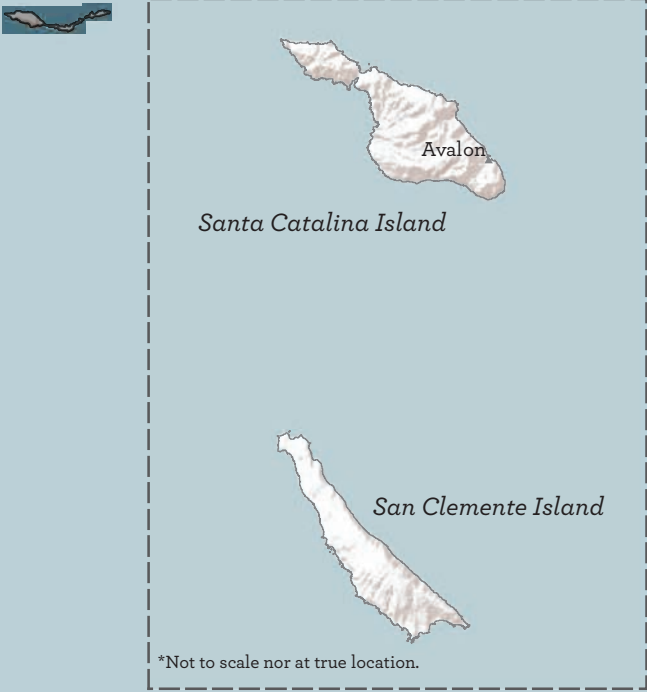 Avalon
Santa Catalina Island
San Clemente Island
*Not to scale nor at true location.